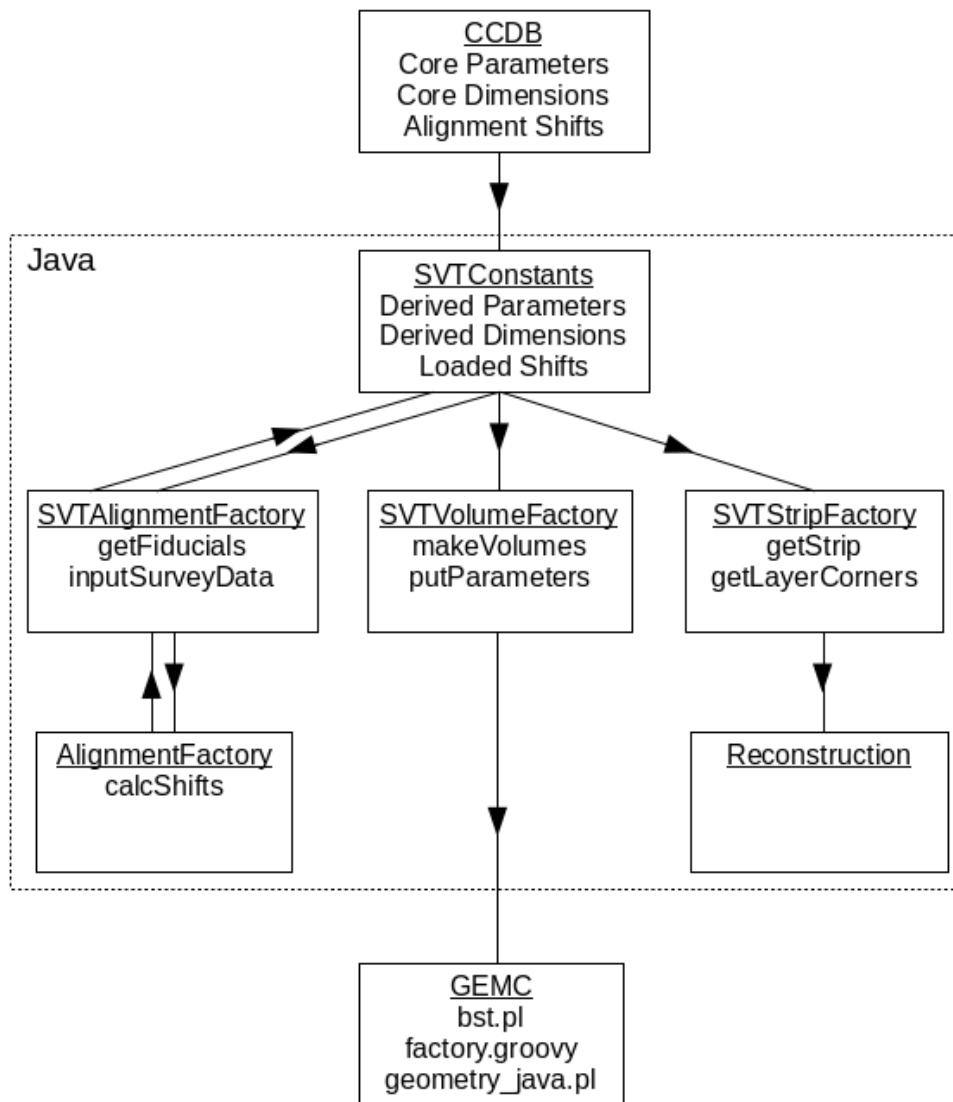 CCDB
Core Parameters
Core Dimensions
Alignment Shifts
Java
SVTConstants
Derived Parameters
Derived Dimensions
Loaded Shifts
SVTAlignmentFactory
getFiducials
inputSurveyData
SVTVolumeFactory
makeVolumes
putParameters
SVTStripFactory
getStrip
getLayerCorners
AlignmentFactory
calcShifts
Reconstruction
GEMC
bst.pl
factory.groovy
geometry_java.pl